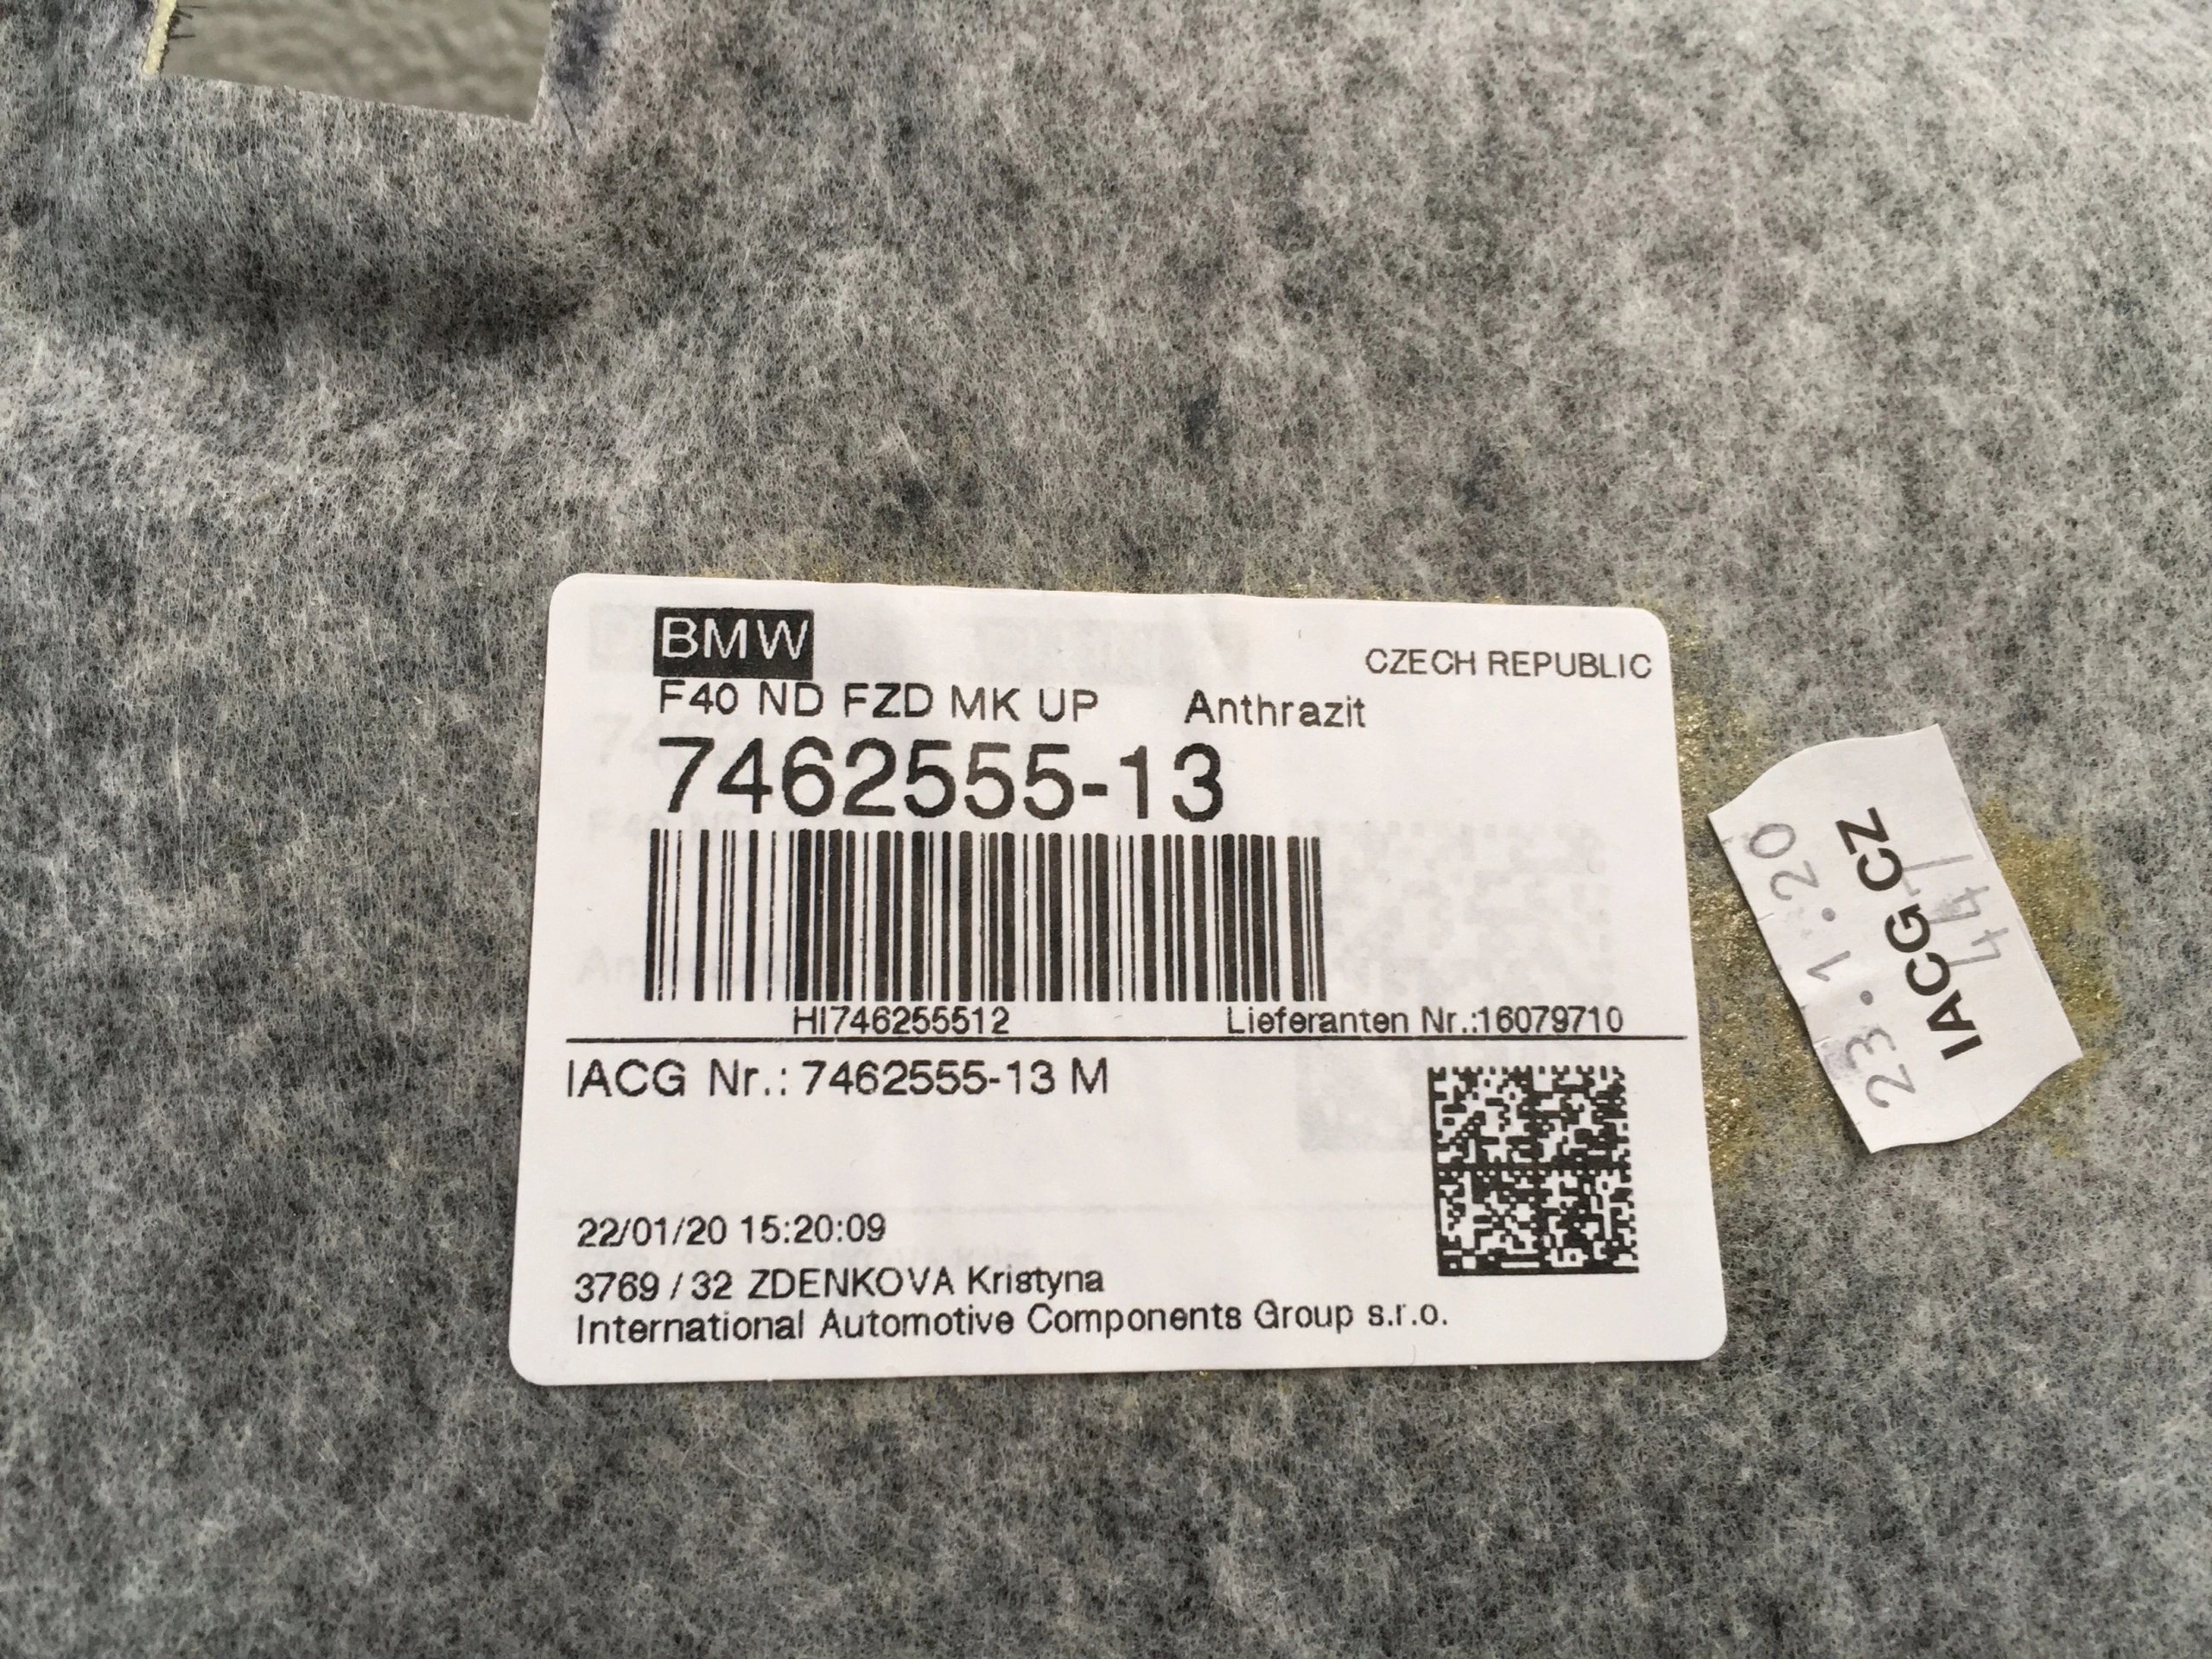 BMW
CZECH REPUBLIC
F40 ND FZD MK UP Anthrazit
7462555-13
HI746255512 Lieferanten Nr.:16079710
IACG Nr.: 7462555-13 M
22/01/20 15:20:09
3769 / 32 ZDENKOVA Kristyna
International Automotive Components Group s.r.o.
23.1.20
IACG CZ
441